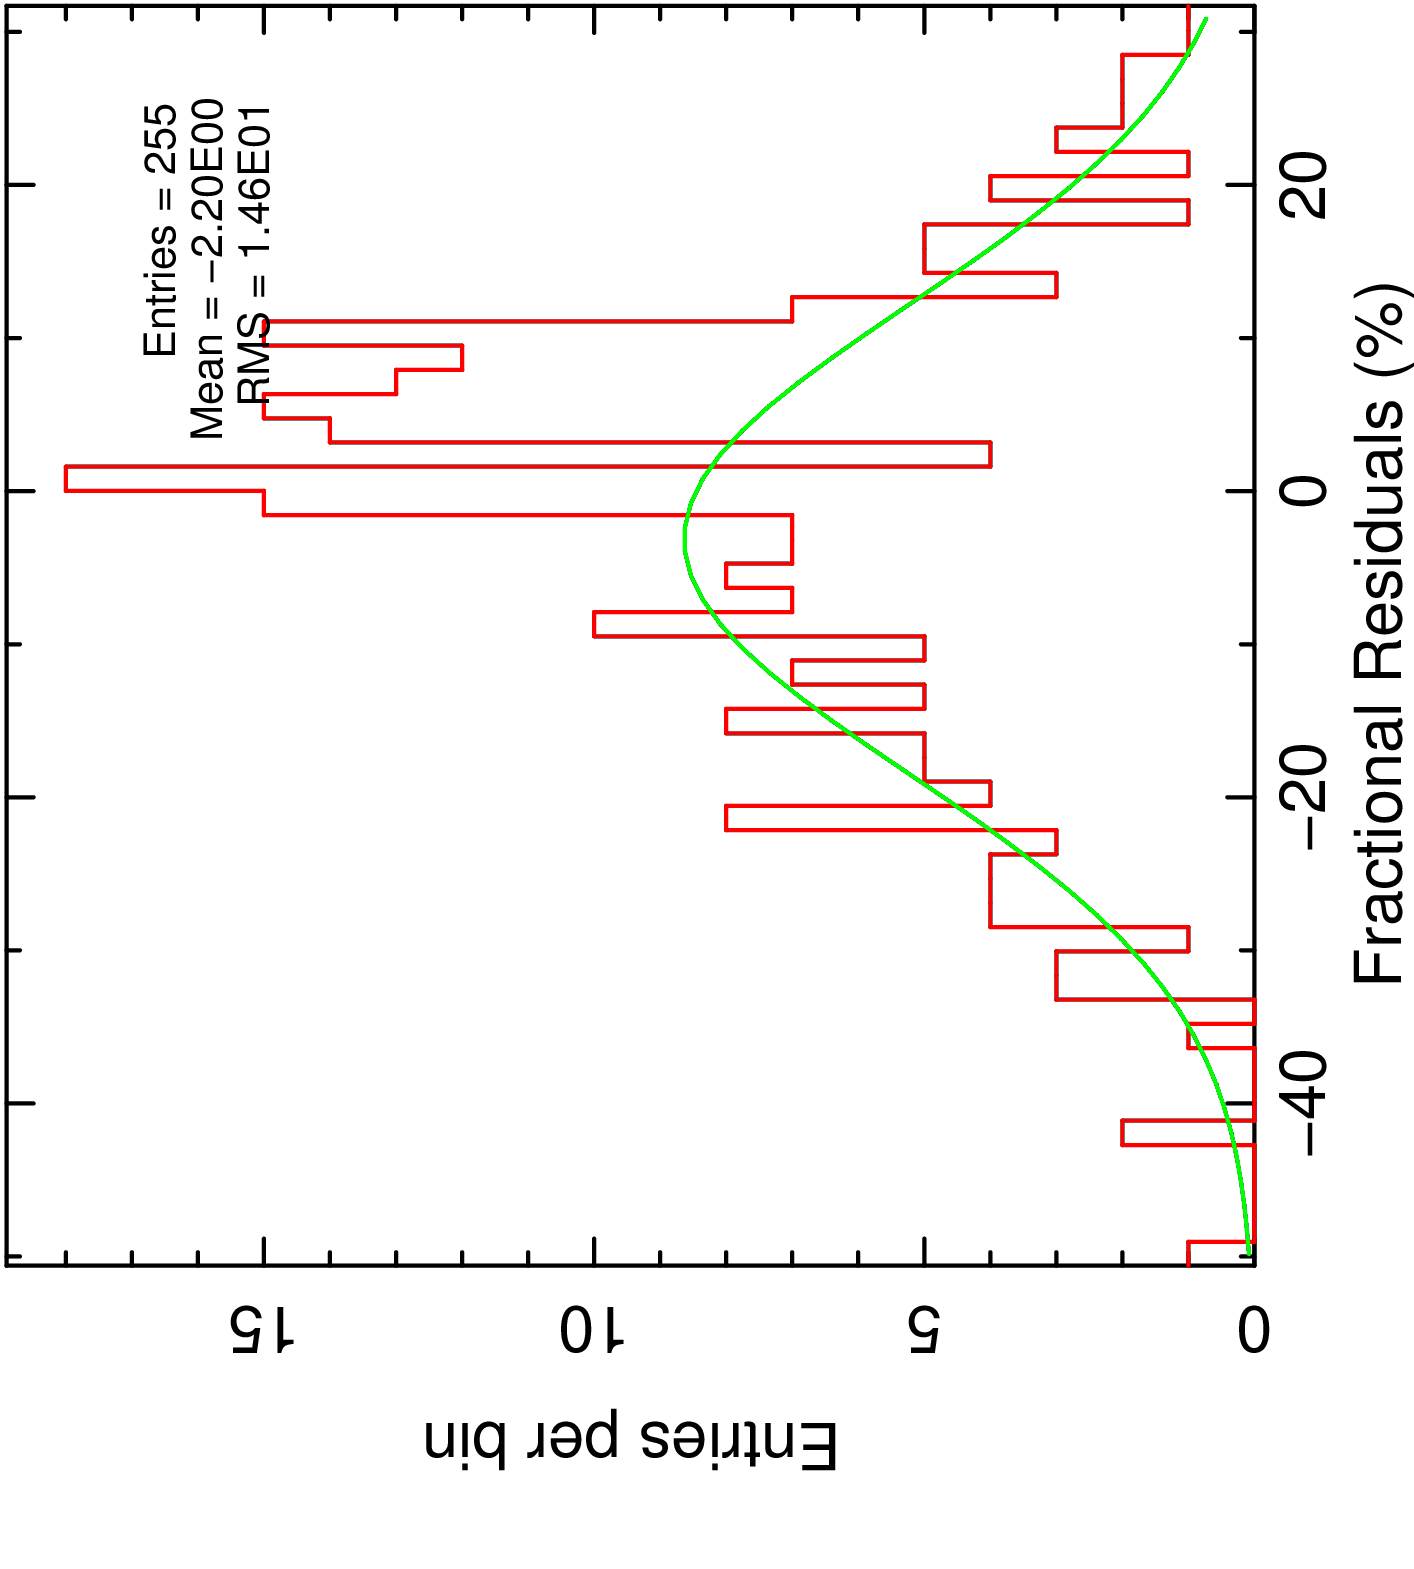 Entries = 255
Mean = −2.20E00
RMS = 1.46E01
Entries per bin
15
10
5
0
−40
−20
0
20
Fractional Residuals (%)